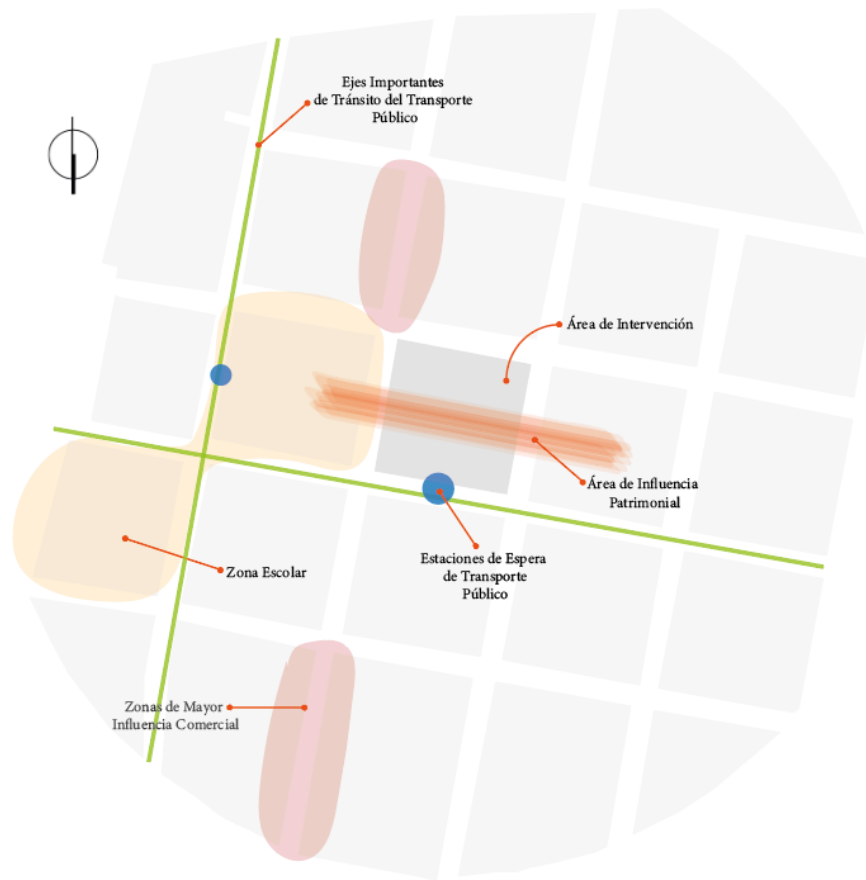 Ejes Importantes
de Tránsito del Transporte
Público
Área de Intervención
Área de Influencia
Patrimonial
Estaciones de Espera
de Transporte
Público
Zona Escolar
Zonas de Mayor
Influencia Comercial